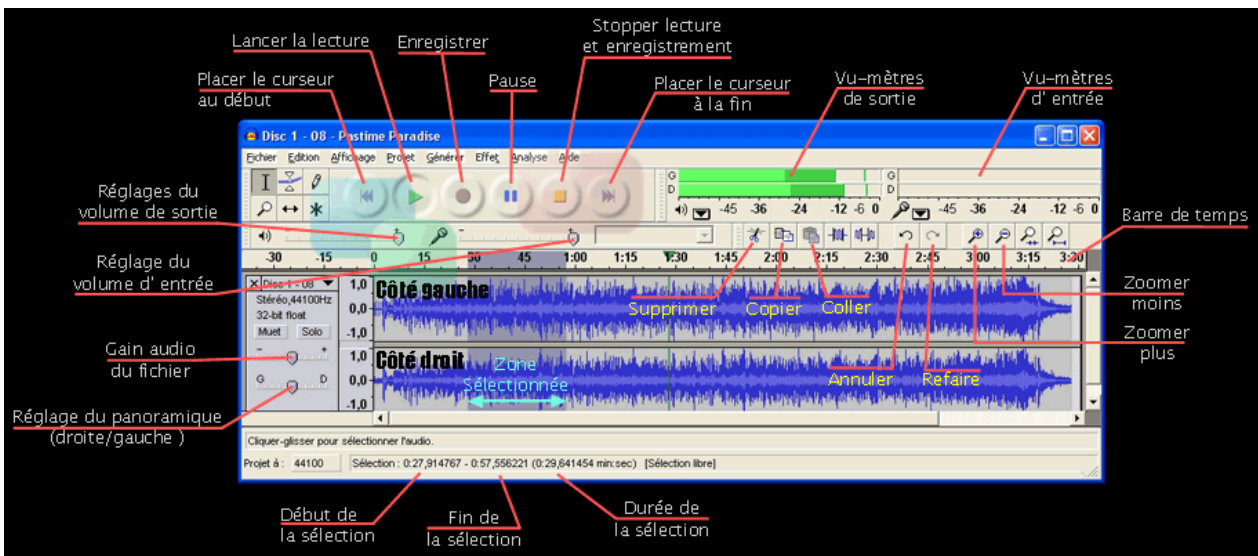 Stopper lecture
et enregistrement
Lancer la lecture
Enregistrer
Placer le curseur
au début
Pause
Placer le curseur
à la fin
Vu-mètres
de sortie
Vu-mètres
d' entrée
Disc 1 - 08 - Pastime Paradise
Fichier Edition Affichage Projet Générer Effet Analyse Aide
Réglages du
volume de sortie
G
D
-45 -36 -24 -12 -6 0
G
D
-45 -36 -24 -12 -6 0
Barre de temps
-30 -15 0 15 30 45 1:00 1:15 1:30 1:45 2:00 2:15 2:30 2:45 3:00 3:15 3:30
Réglage du
volume d' entrée
Disc 1 - 08
Stéréo,44100Hz
32-bit float
Muet Solo
- +
G D
1,0
0,0
-1,0
Côté gauche
Supprimer Copier Coller
Zoomer
moins
Zoomer
plus
Gain audio
du fichier
1,0
0,0
-1,0
Côté droit
Zone
Sélectionnée
Annuler Refaire
Réglage du panoramique
(droite/gauche )
Cliquer-glisser pour sélectionner l'audio.
Projet à : 44100 Sélection : 0:27,914767 - 0:57,556221 (0:29,641454 min:sec) [Sélection libre]
Début de
la sélection
Fin de
la sélection
Durée de
la sélection